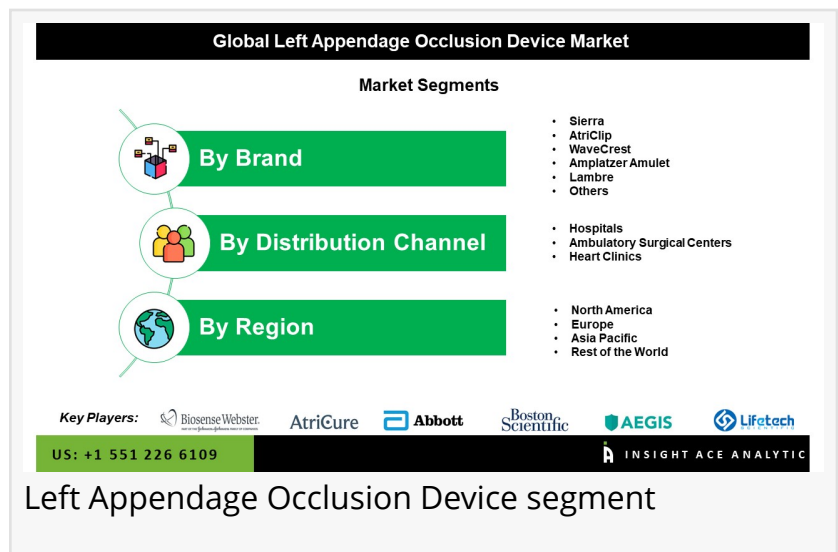 Global Left Appendage Occlusion Device Market
Market Segments
By Brand
• Sierra
• AtriClip
• WaveCrest
• Amplatzer Amulet
• Lambre
• Others
By Distribution Channel
• Hospitals
• Ambulatory Surgical Centers
• Heart Clinics
By Region
• North America
• Europe
• Asia Pacific
• Rest of the World
Key Players:
Biosense Webster.
AtriCure
Abbott
Boston
Scientific
AEGIS
Lifetech
SCIENTIFIC
US: +1 551 226 6109
INSIGHT ACE ANALYTIC
Left Appendage Occlusion Device segment